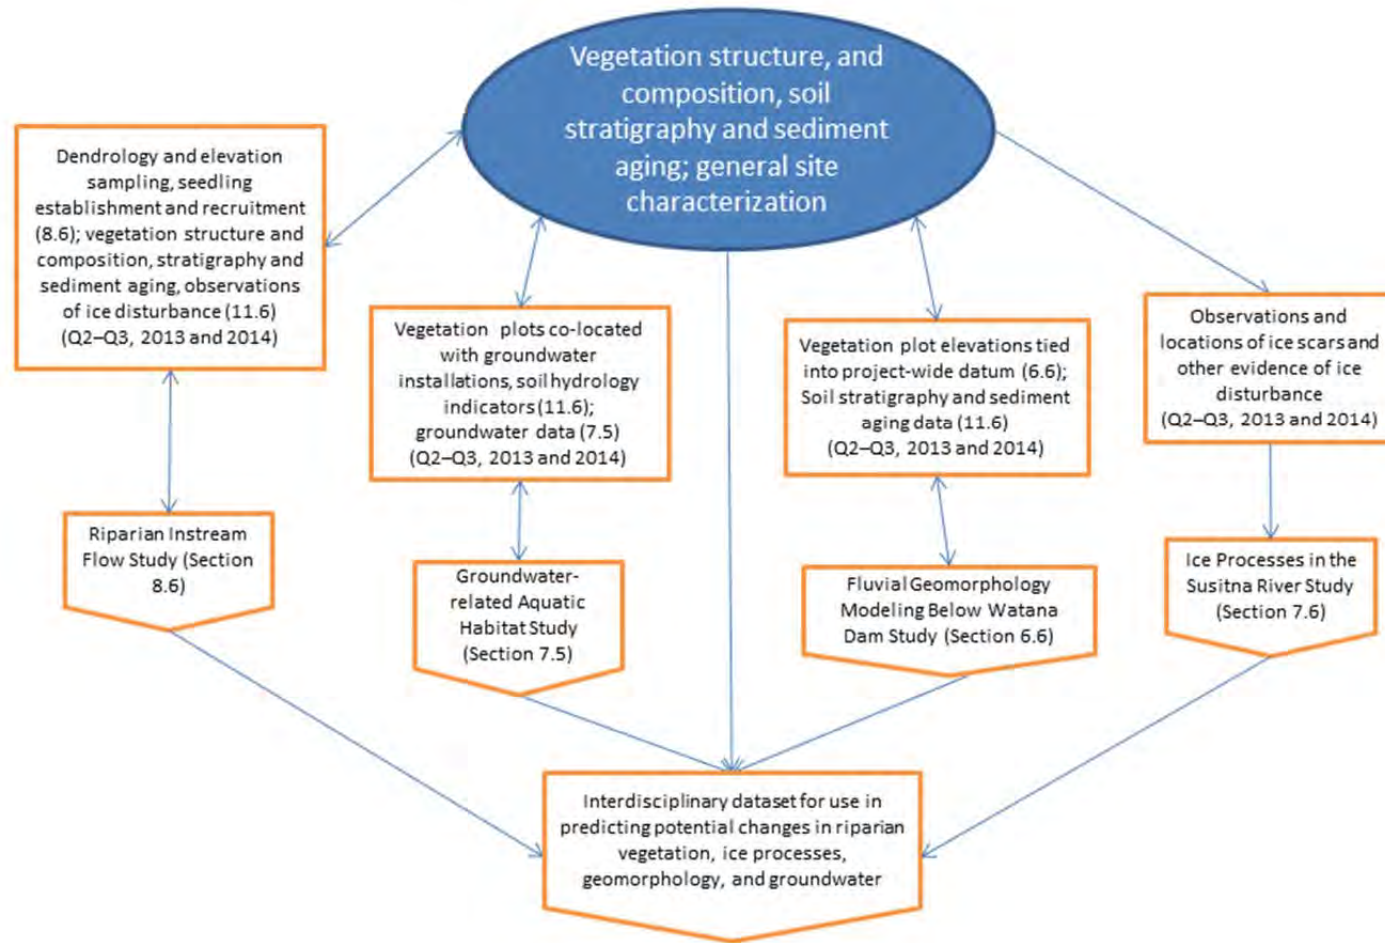 Vegetation structure, and
composition, soil
stratigraphy and sediment
aging; general site
characterization
Dendrology and elevation
sampling, seedling
establishment and recruitment
(8.6); vegetation structure and
composition, stratigraphy and
sediment aging, observations
of ice disturbance (11.6)
(Q2–Q3, 2013 and 2014)
Vegetation plots co-located
with groundwater
installations, soil hydrology
indicators (11.6);
groundwater data (7.5)
(Q2–Q3, 2013 and 2014)
Vegetation plot elevations tied
into project-wide datum (6.6);
Soil stratigraphy and sediment
aging data (11.6)
(Q2–Q3, 2013 and 2014)
Observations and
locations of ice scars and
other evidence of ice
disturbance
(Q2–Q3, 2013 and 2014)
Riparian Instream
Flow Study (Section
8.6)
Groundwater-
related Aquatic
Habitat Study
(Section 7.5)
Fluvial Geomorphology
Modeling Below Watana
Dam Study (Section 6.6)
Ice Processes in the
Susitna River Study
(Section 7.6)
Interdisciplinary dataset for use in
predicting potential changes in riparian
vegetation, ice processes,
geomorphology, and groundwater